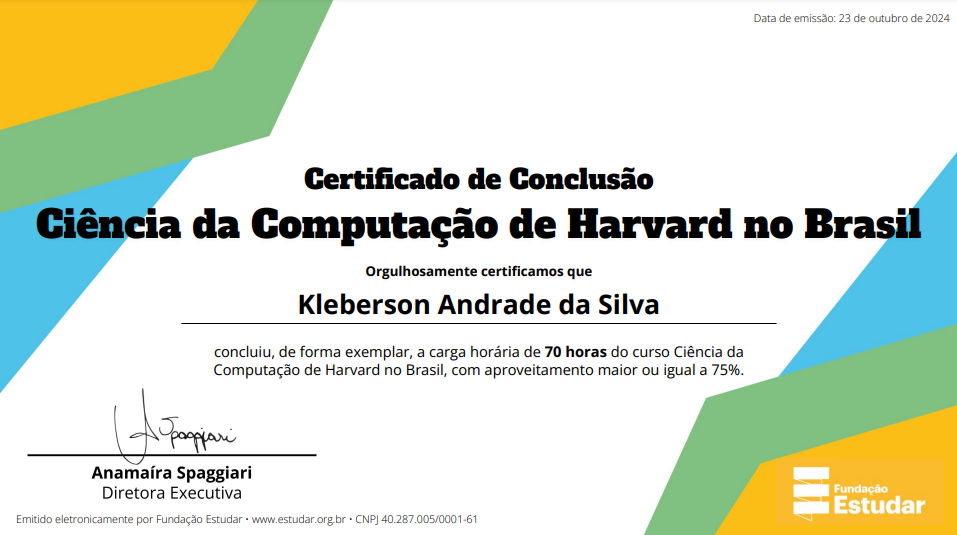 Data de emissão: 23 de outubro de 2024
Certificado de Conclusão
Ciência da Computação de Harvard no Brasil
Orgulhosamente certificamos que
Kleberson Andrade da Silva
concluiu, de forma exemplar, a carga horária de 70 horas do curso Ciência da
Computação de Harvard no Brasil, com aproveitamento maior ou igual a 75%.
Spaggiari
Anamaíra Spaggiari
Diretora Executiva
Fundação
Estudar
Emitido eletronicamente por Fundação Estudar • www.estudar.org.br • CNPJ 40.287.005/0001-61